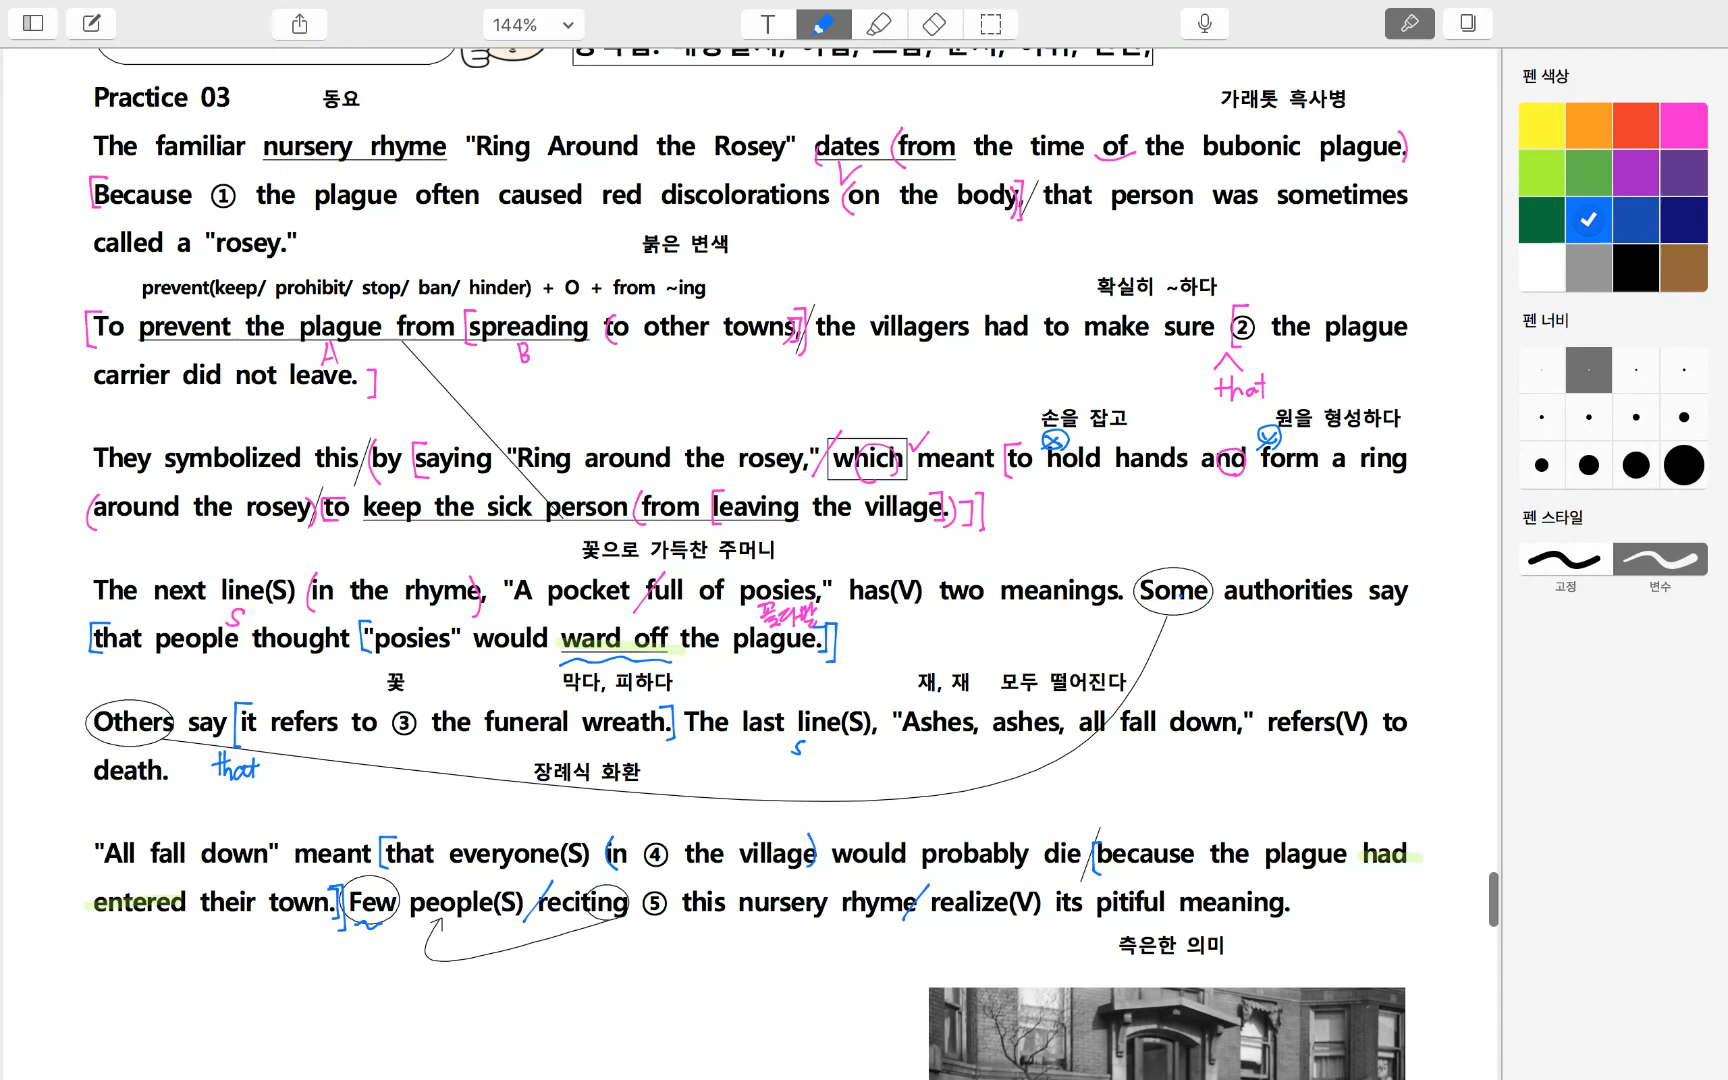 144%
T
펜 색상
Practice 03 동요 가래톳 흑사병
The familiar nursery rhyme "Ring Around the Rosey" dates from the time of the bubonic plague.
Because ① the plague often caused red discolorations on the body, that person was sometimes
called a "rosey." 붉은 변색
prevent(keep/ prohibit/ stop/ ban/ hinder) + O + from ~ing 확실히 ~하다
펜 너비
To prevent the plague from spreading to other towns, the villagers had to make sure ② the plague
A B
carrier did not leave.
that
손을 잡고 원을 형성하다
They symbolized this by saying "Ring around the rosey," which meant to hold hands and form a ring
around the rosey to keep the sick person from leaving the village.
펜 스타일
고정 변수
꽃으로 가득찬 주머니
The next line(S) in the rhyme, "A pocket full of posies," has(V) two meanings. Some authorities say
S
that people thought "posies" would ward off the plague.
꽃 막다, 피하다 재, 재 모두 떨어진다
Others say it refers to ③ the funeral wreath. The last line(S), "Ashes, ashes, all fall down," refers(V) to
S
that
death. 장례식 화환
"All fall down" meant that everyone(S) in ④ the village would probably die because the plague had
entered their town. Few people(S) reciting ⑤ this nursery rhyme realize(V) its pitiful meaning.
측은한 의미